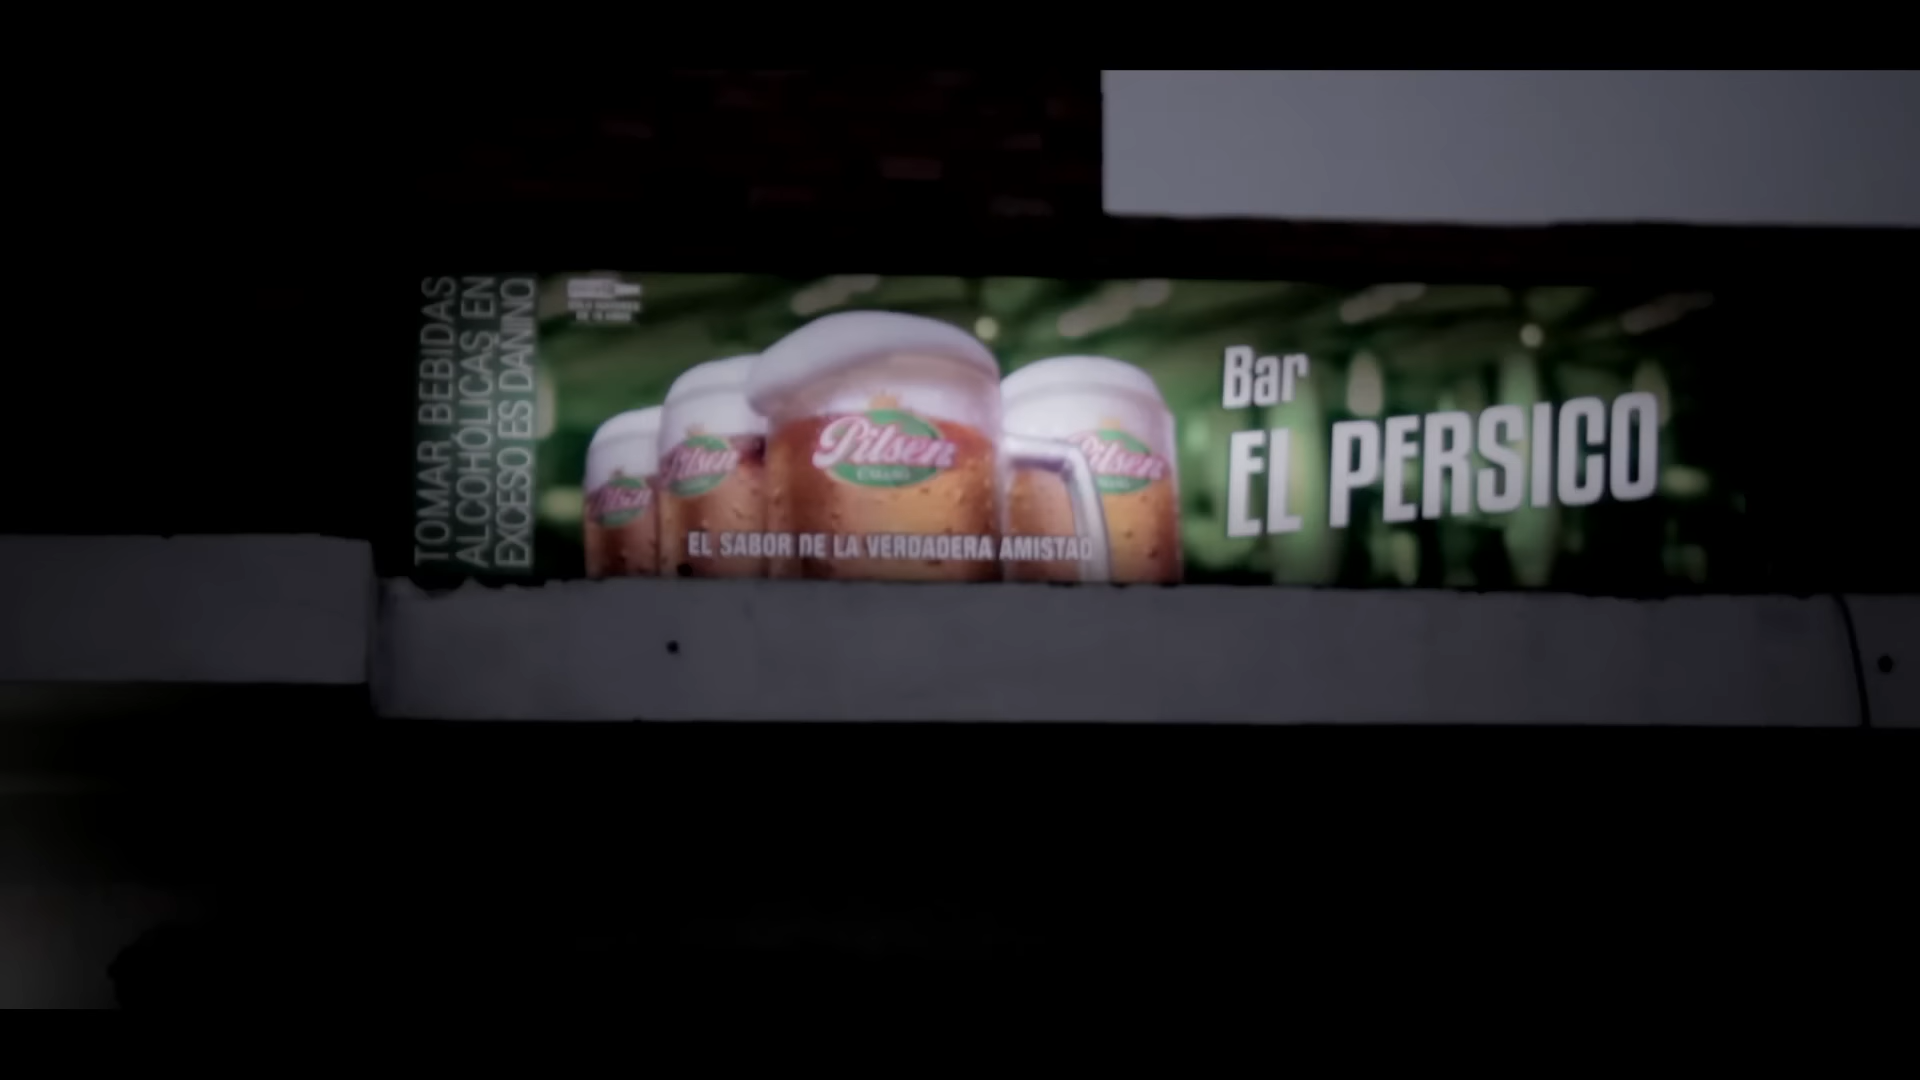 TOMAR BEBIDAS
ALCOHÓLICAS EN
EXCESO ES DAÑINO
Pilsen
CALLAO
Pilsen
Pilsen
Pilsen
EL SABOR DE LA VERDADERA AMISTAD
Bar
EL PERSICO